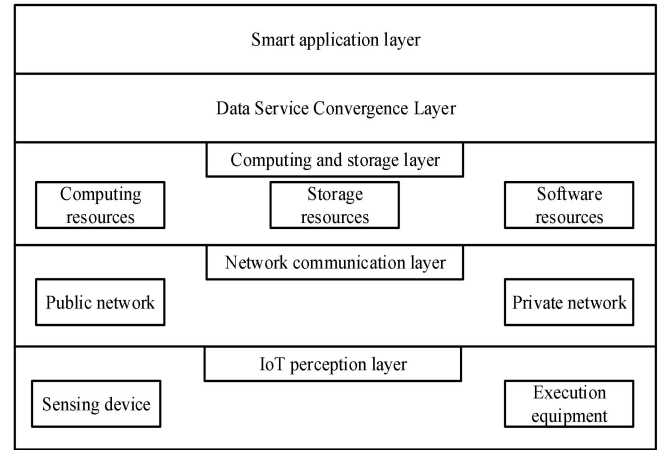 Smart application layer
Data Service Convergence Layer
Computing and storage layer
Computing
resources
Storage
resources
Software
resources
Network communication layer
Public network
Private network
IoT perception layer
Sensing device
Execution
equipment